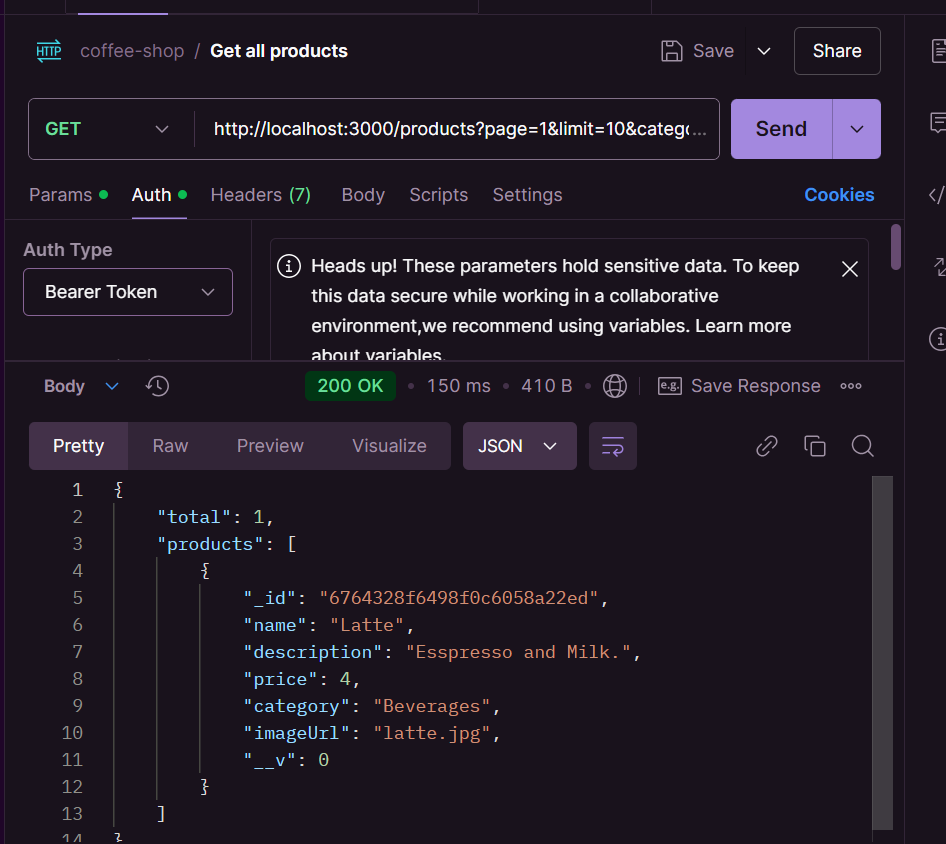 HTTP coffee-shop / Get all products Save Share
GET http://localhost:3000/products?page=1&limit=10&categ... Send
Params Auth Headers (7) Body Scripts Settings Cookies
Auth Type
Bearer Token
Heads up! These parameters hold sensitive data. To keep
this data secure while working in a collaborative
environment,we recommend using variables. Learn more
about variables.
Body 200 OK • 150 ms • 410 B • e.g. Save Response
Pretty Raw Preview Visualize JSON
1 {
2 "total": 1,
3 "products": [
4 {
5 "_id": "6764328f6498f0c6058a22ed",
6 "name": "Latte",
7 "description": "Esspresso and Milk.",
8 "price": 4,
9 "category": "Beverages",
10 "imageUrl": "latte.jpg",
11 "__v": 0
12 }
13 ]
14 }